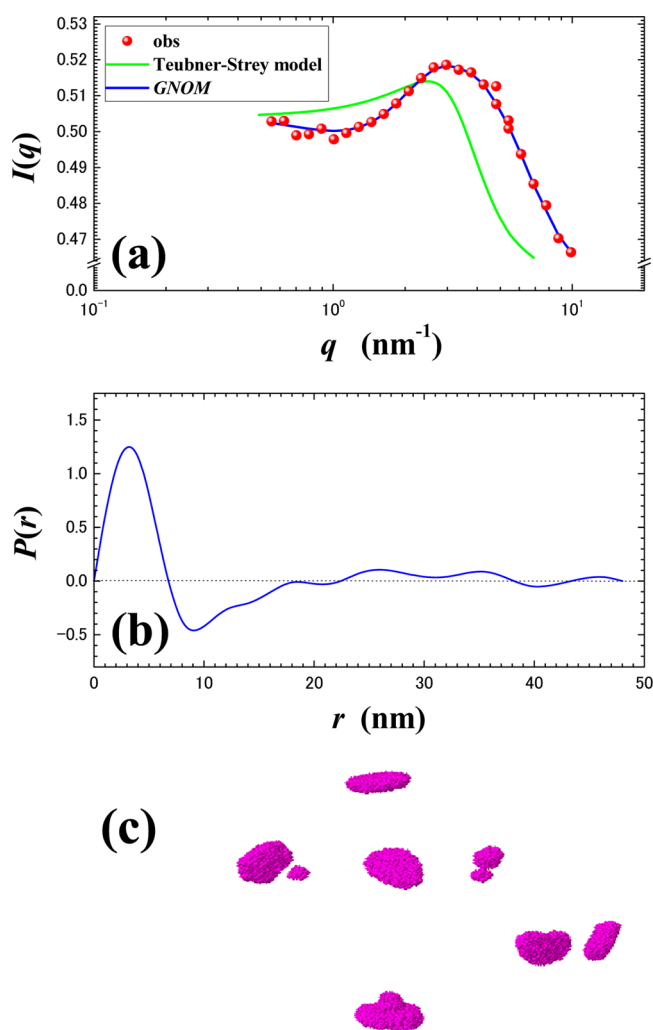 0.53
0.52
0.51
0.50
0.49
0.48
0.47
0.0
I(q)
obs
Teubner-Strey model
GNOM
(a)
10⁻¹ 10⁰ 10¹
q (nm⁻¹)
1.5
1.0
0.5
0.0
−0.5
P(r)
(b)
0 10 20 30 40 50
r (nm)
(c)